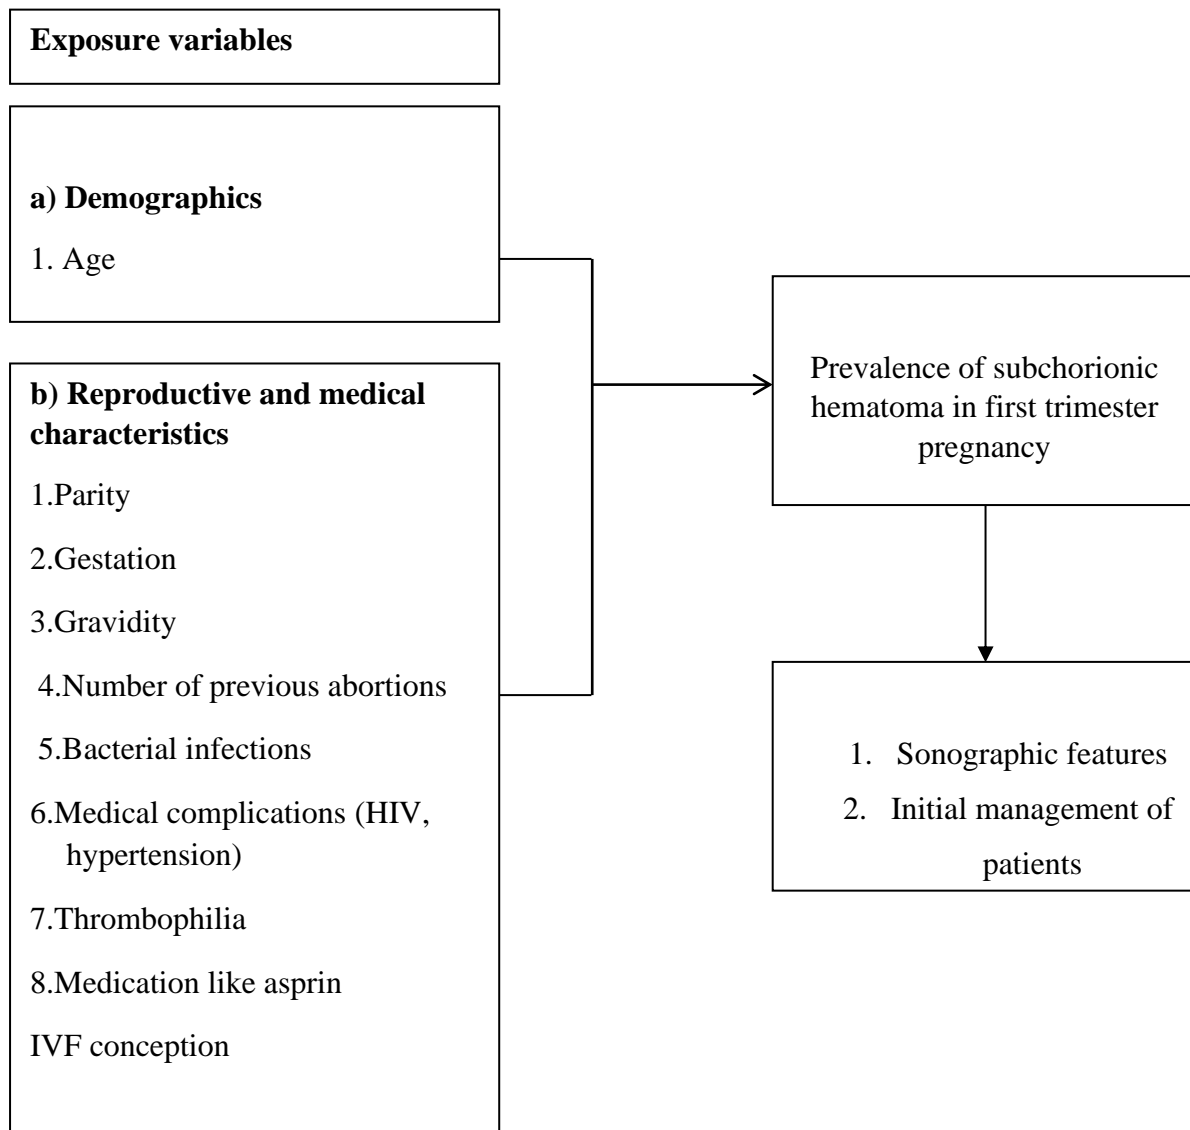 Exposure variables
a) Demographics
1. Age
b) Reproductive and medical
characteristics
1.Parity
2.Gestation
3.Gravidity
4.Number of previous abortions
5.Bacterial infections
6.Medical complications (HIV,
hypertension)
7.Thrombophilia
8.Medication like asprin
IVF conception
Prevalence of subchorionic
hematoma in first trimester
pregnancy
1. Sonographic features
2. Initial management of
patients